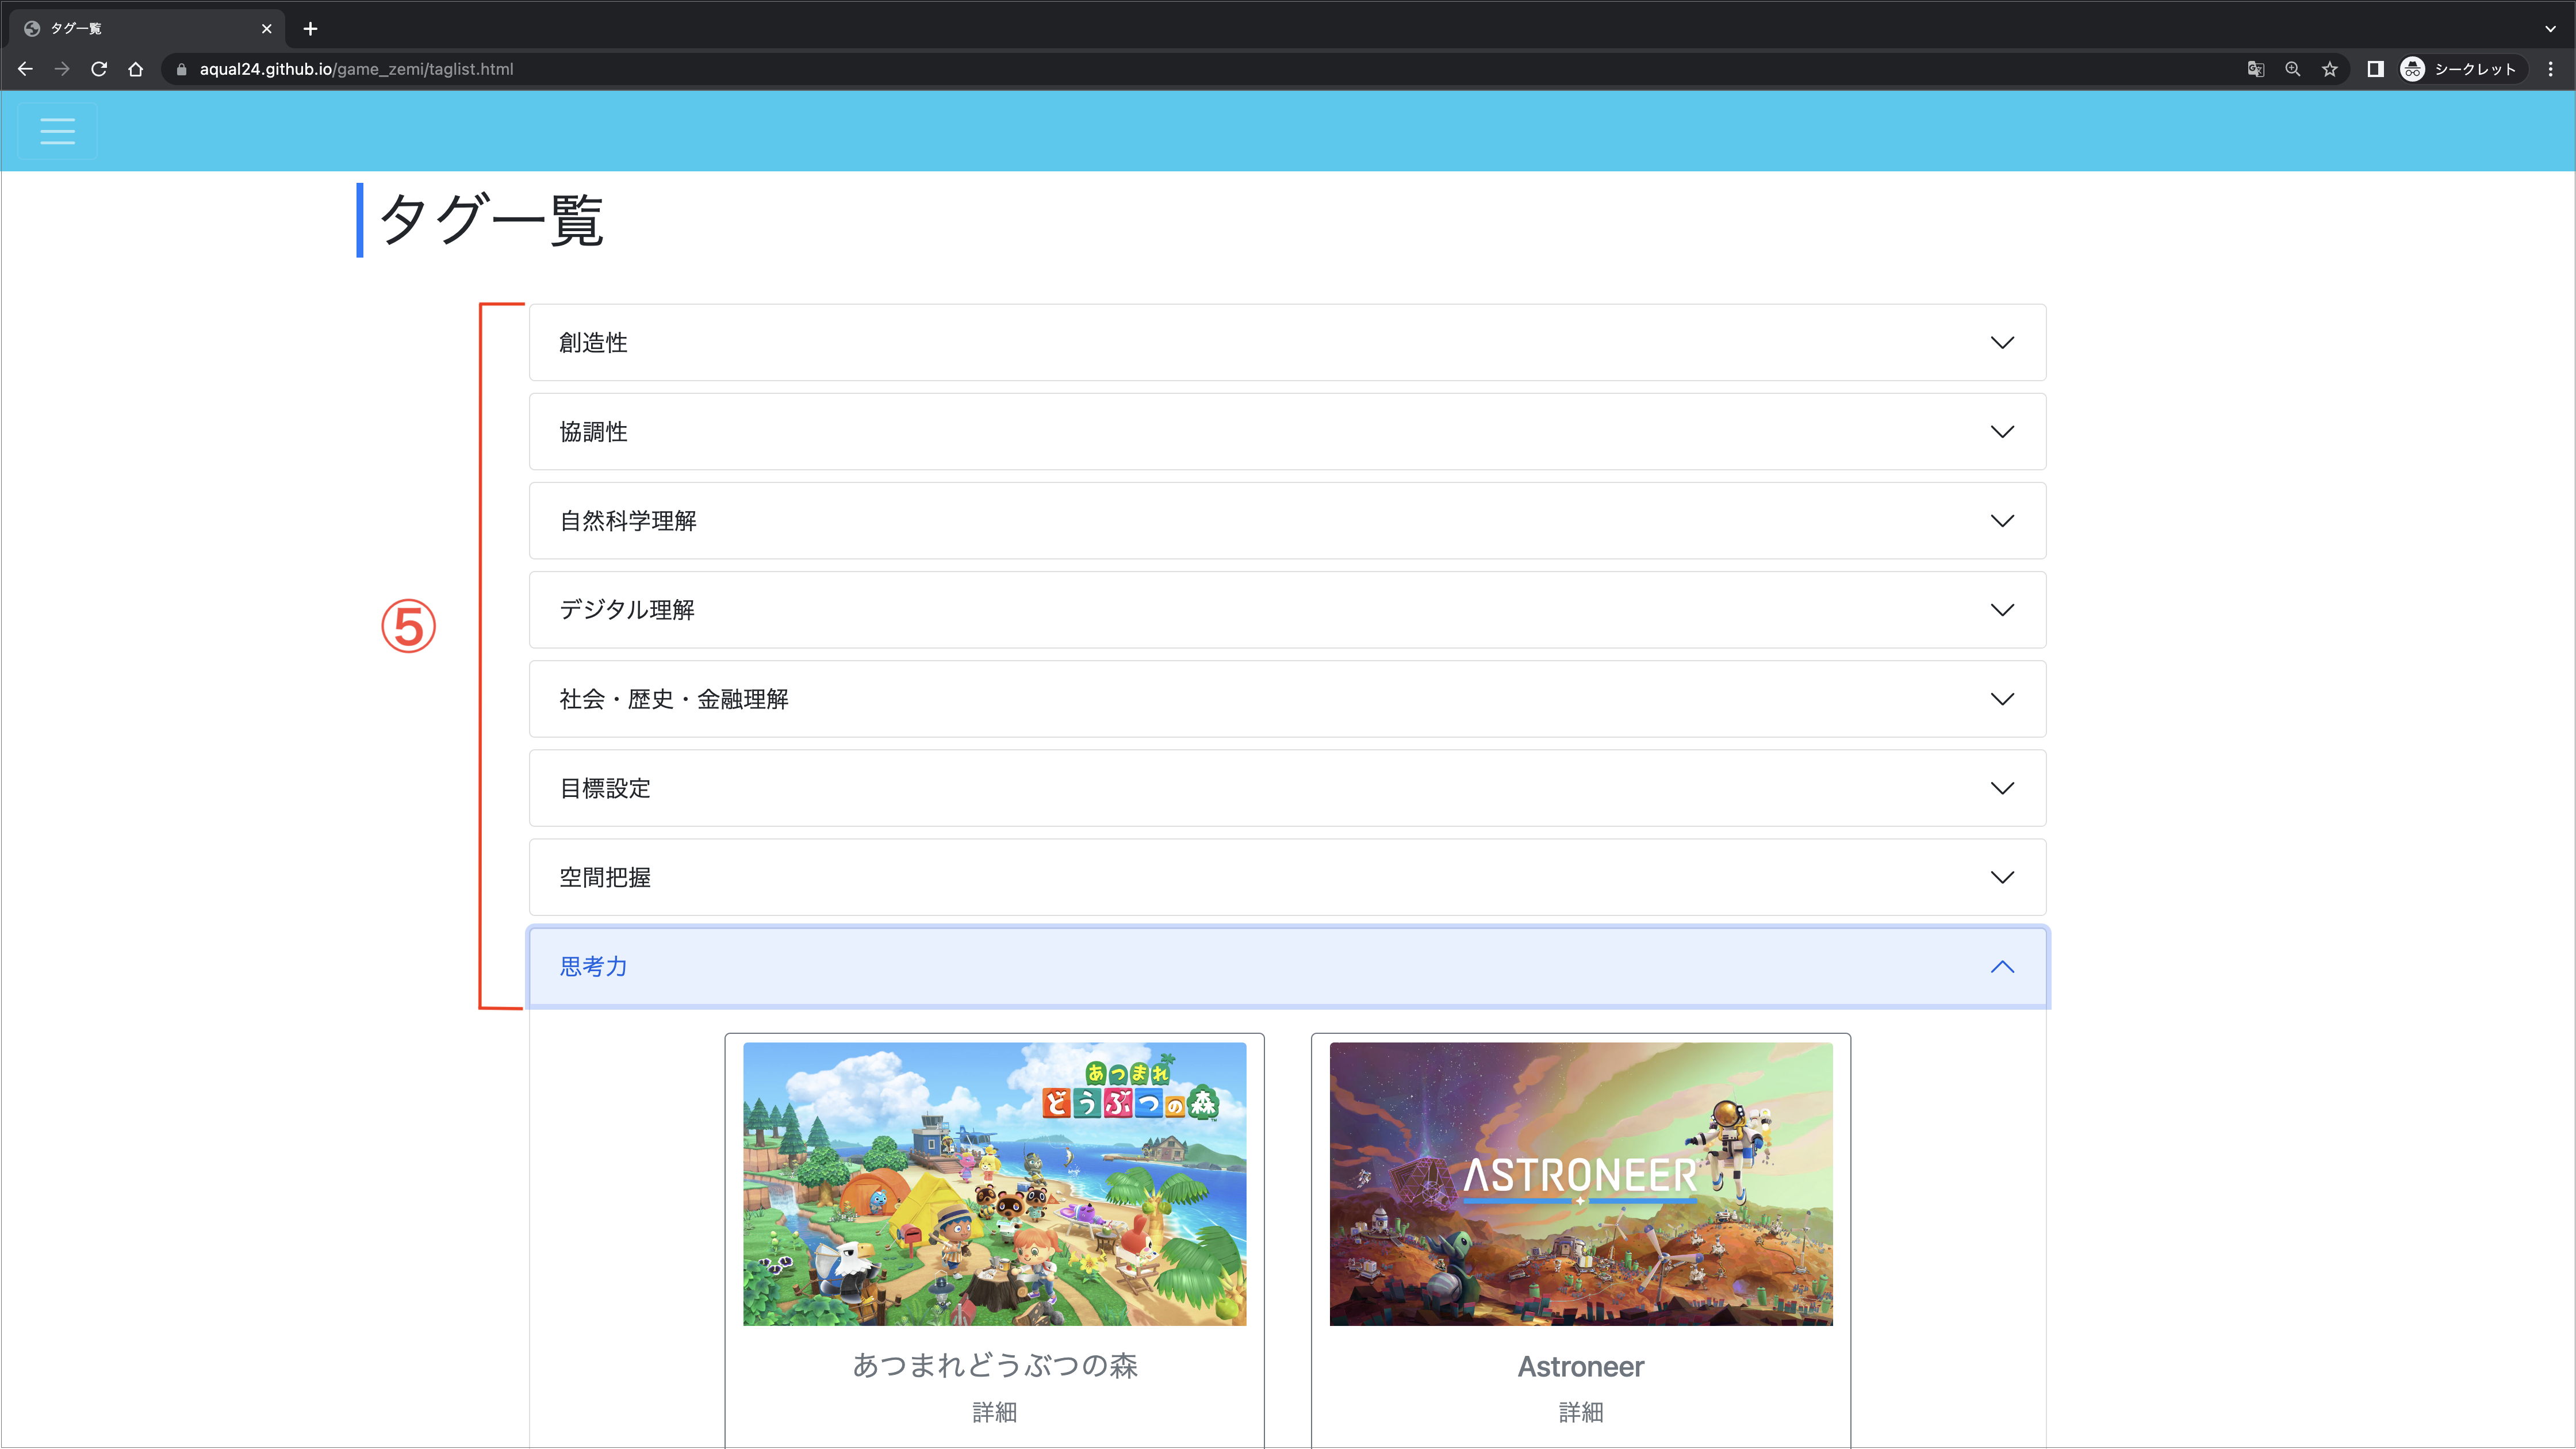 タグ一覧
aqual24.github.io/game_zemi/taglist.html
シークレット
タグ一覧
創造性
協調性
自然科学理解
デジタル理解
⑤
社会・歴史・金融理解
目標設定
空間把握
思考力
あつまれ
どうぶつの森
ASTRONEER
あつまれどうぶつの森
Astroneer
詳細
詳細